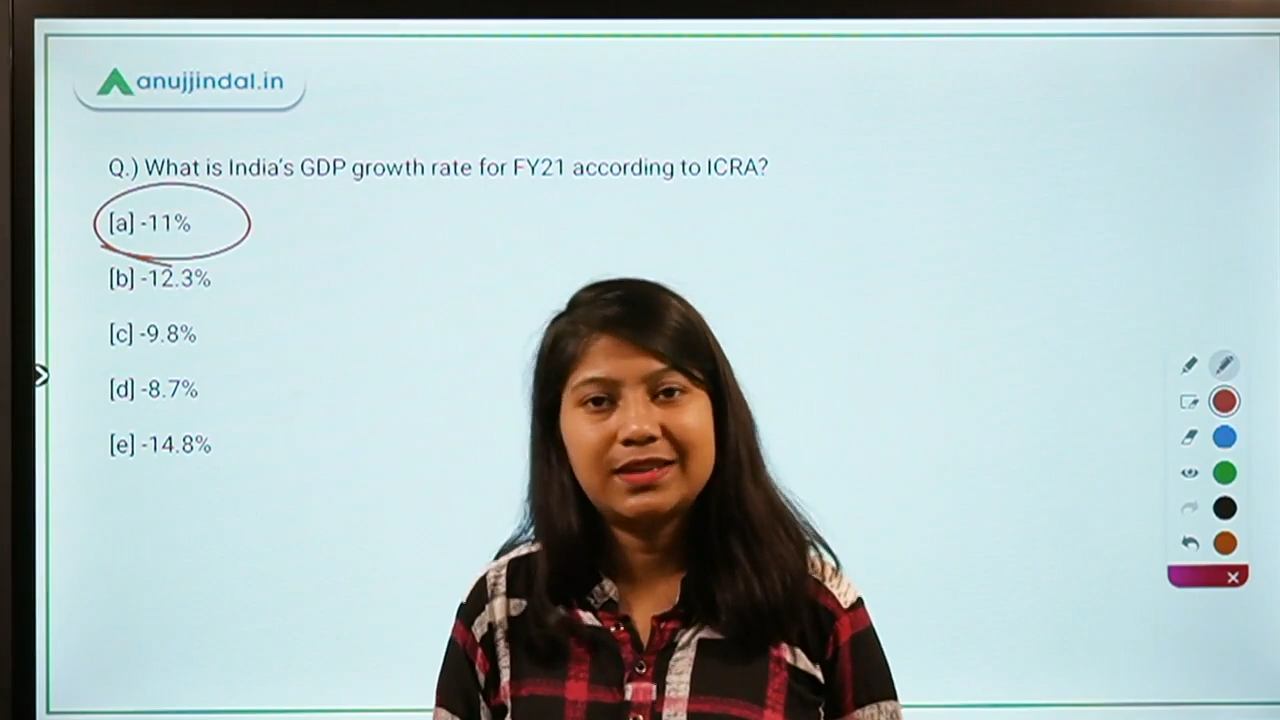 anujjindal.in
Q.) What is India's GDP growth rate for FY21 according to ICRA?
[a] -11%
[b] -12.3%
[c] -9.8%
[d] -8.7%
[e] -14.8%